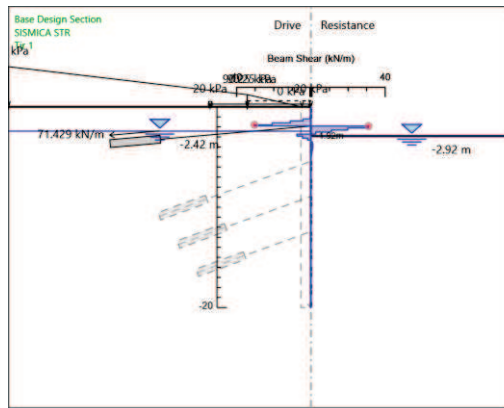 Base Design Section
SISMICA STR
Drive
Resistance
kPa
Beam Shear (kN/m)
40
20 kPa
0 kPa
20 kPa
0
71.429 kN/m
-2.42 m
-2.92 m
-20